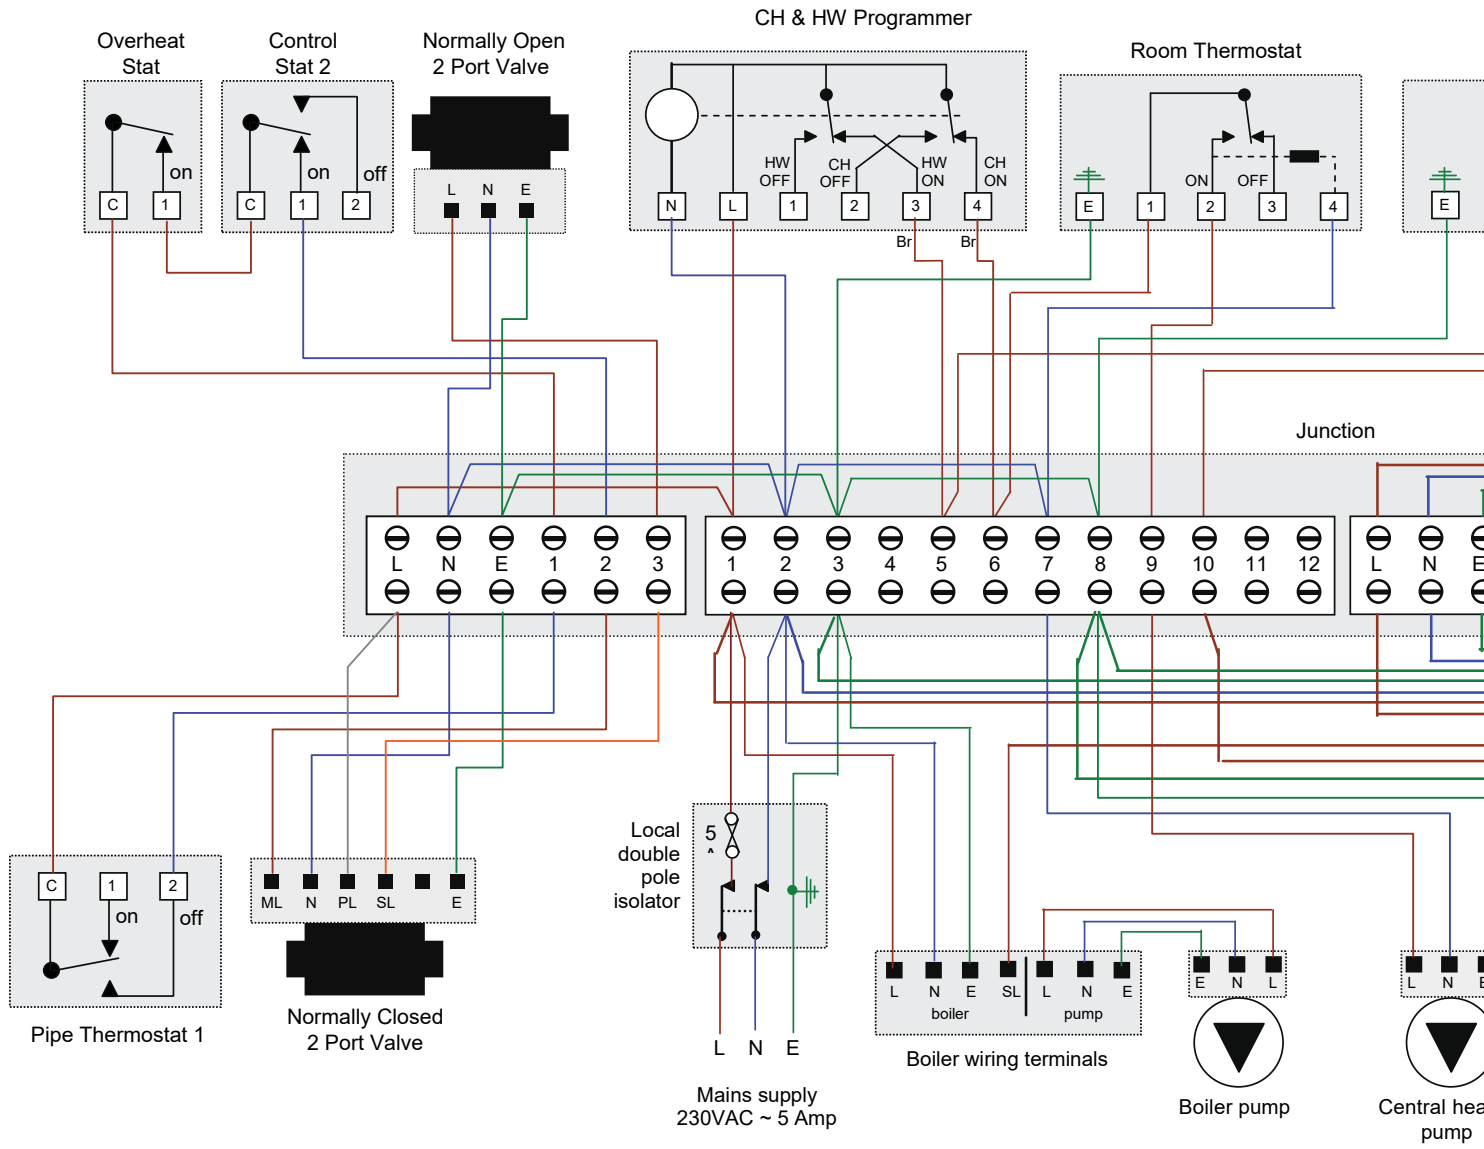 CH & HW Programmer
Overheat
Stat
Control
Stat 2
Normally Open
2 Port Valve
Room Thermostat
on
on
off
C
1
C
1
2
L
N
E
HW
OFF
CH
OFF
HW
ON
CH
ON
N
L
1
2
3
4
Br
Br
ON
OFF
E
1
2
3
4
E
Junction
L
N
E
1
2
3
1
2
3
4
5
6
7
8
9
10
11
12
L
N
E
Local
double
pole
isolator
5
L
N
E
Mains supply
230VAC ~ 5 Amp
C
1
2
on
off
Pipe Thermostat 1
ML
N
PL
SL
E
Normally Closed
2 Port Valve
L
N
E
SL
L
N
E
boiler
pump
Boiler wiring terminals
E
N
L
Boiler pump
L
N
E
Central hea
pump